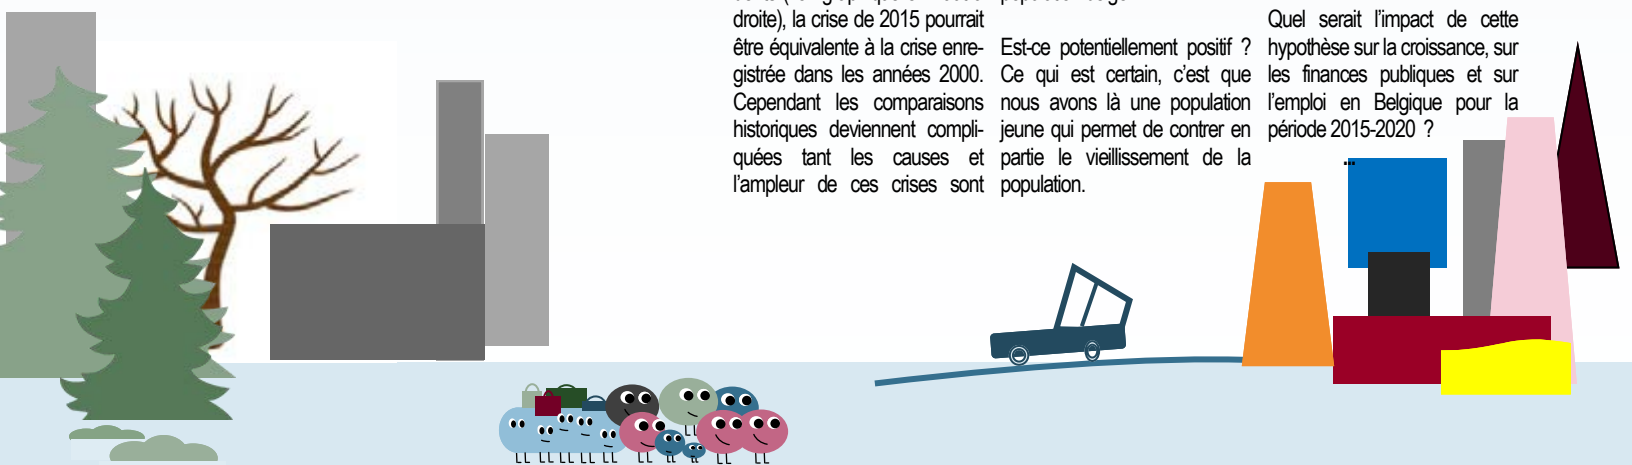 droite), la crise de 2015 pourrait
être équivalente à la crise enre-
gistrée dans les années 2000.
Cependant les comparaisons
historiques deviennent compli-
quées tant les causes et
l’ampleur de ces crises sont
Est-ce potentiellement positif ?
Ce qui est certain, c’est que
nous avons là une population
jeune qui permet de contrer en
partie le vieillissement de la
population.
Quel serait l’impact de cette
hypothèse sur la croissance, sur
les finances publiques et sur
l’emploi en Belgique pour la
période 2015-2020 ?
...